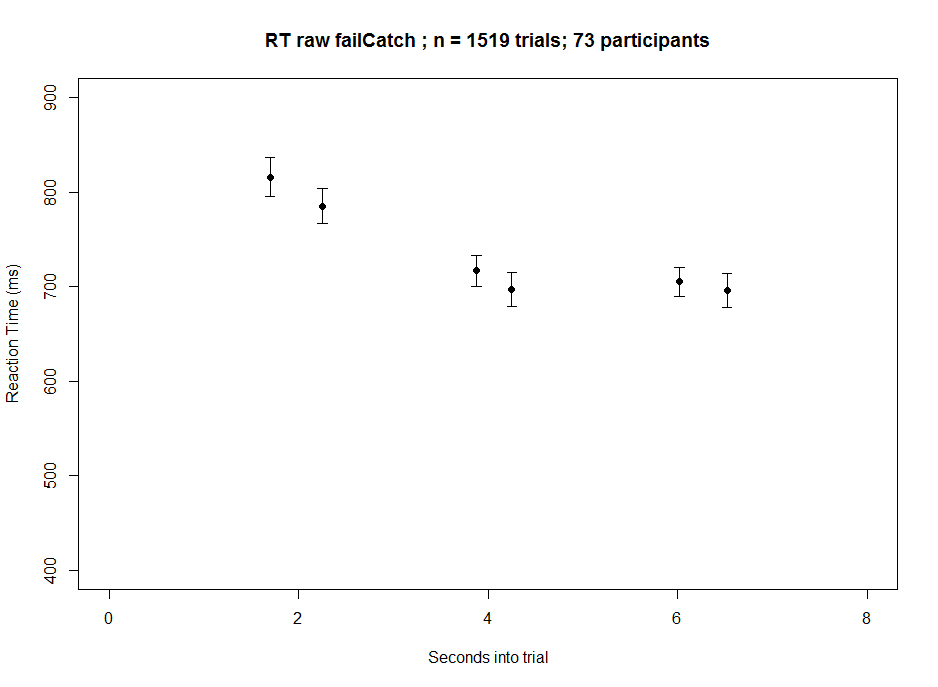 RT raw failCatch ; n = 1519 trials; 73 participants
Reaction Time (ms)
900
800
700
600
500
400
0 2 4 6 8
Seconds into trial